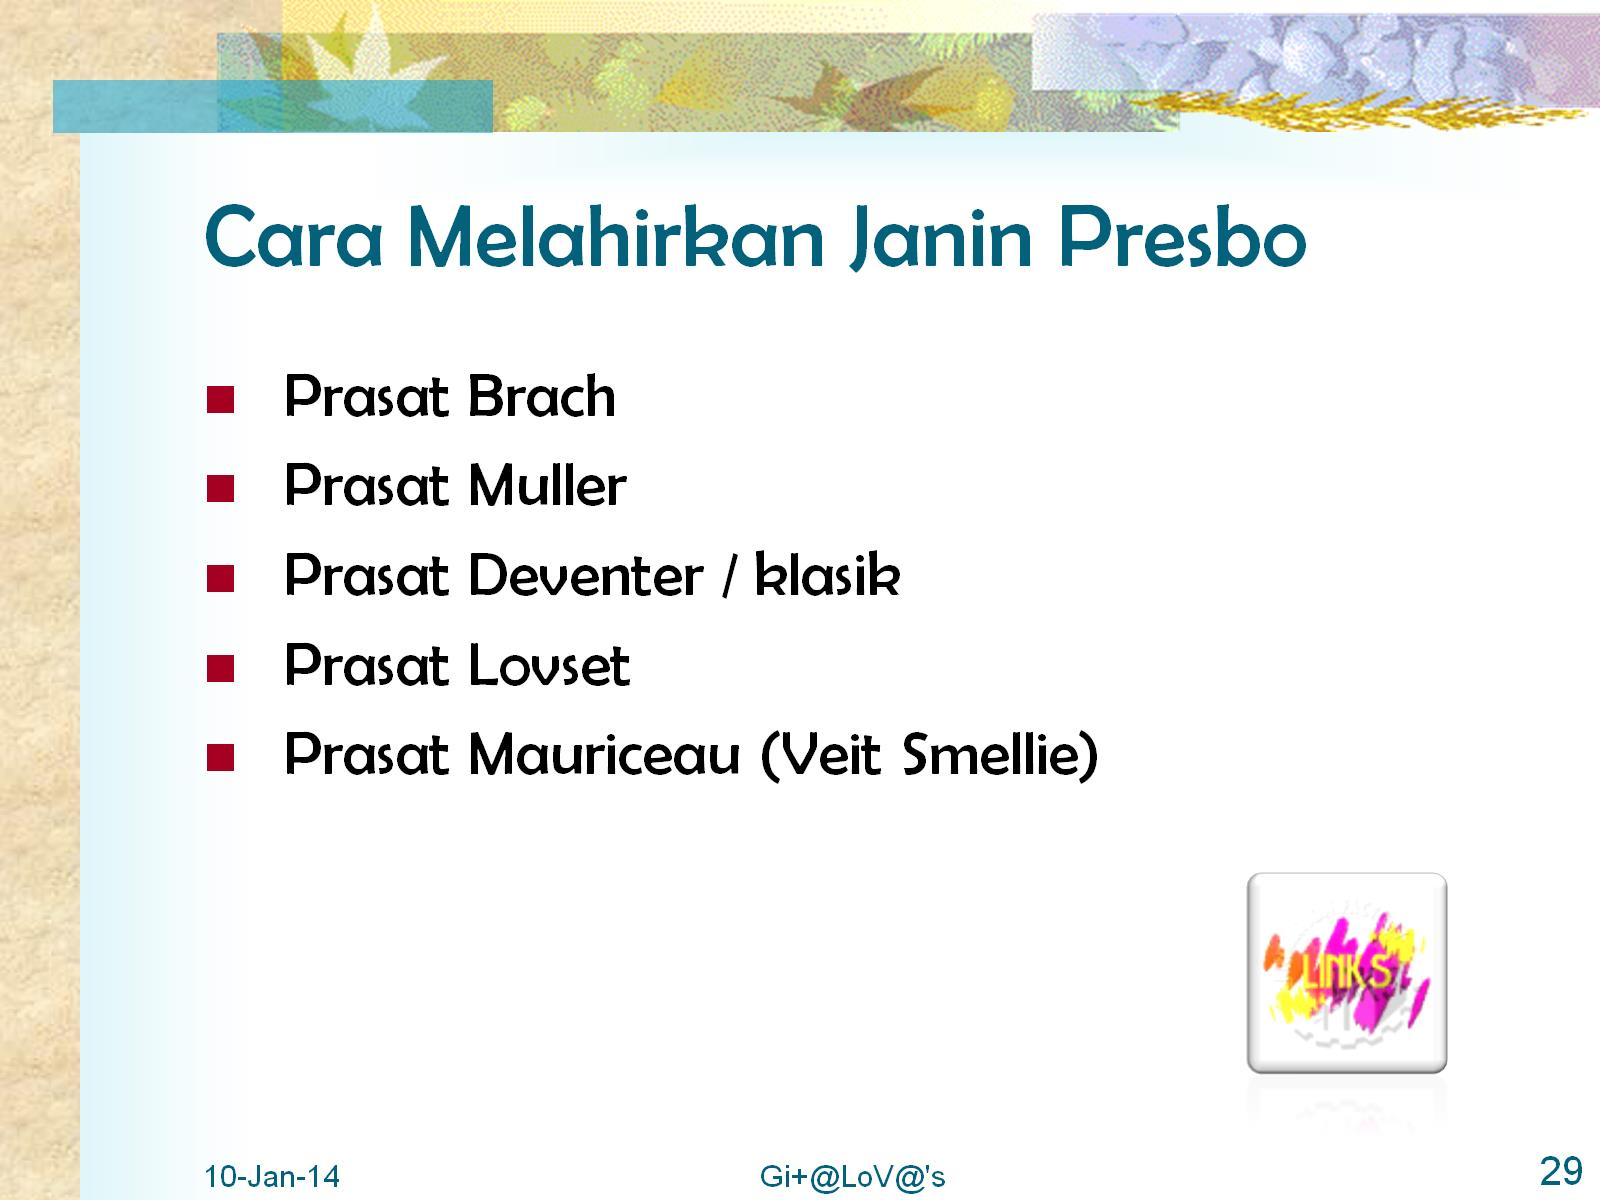 Cara Melahirkan Janin Presbo
Prasat Brach
Prasat Muller
Prasat Deventer / klasik
Prasat Lovset
Prasat Mauriceau (Veit Smellie)
LINKS
10-Jan-14
Gi+@LoV@'s
29